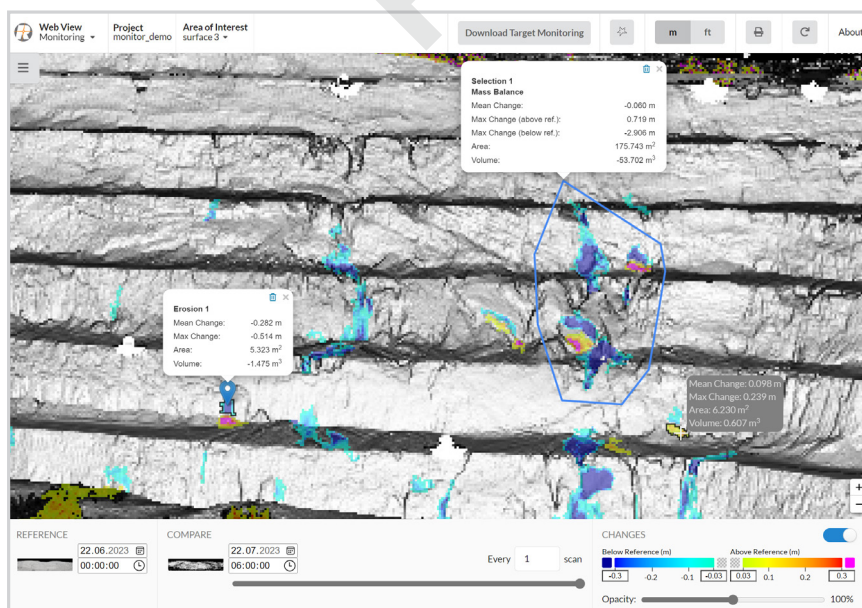 Web View
Monitoring
Project
monitor_demo
Area of Interest
surface 3
Download Target Monitoring
m
ft
About
Selection 1
Mass Balance
Mean Change: -0.060 m
Max Change (above ref.): 0.719 m
Max Change (below ref.): -2.906 m
Area: 175.743 m²
Volume: -53.702 m³
Erosion 1
Mean Change: -0.282 m
Max Change: -0.514 m
Area: 5.323 m²
Volume: -1.475 m³
Mean Change: 0.098 m
Max Change: 0.239 m
Area: 6.230 m²
Volume: 0.607 m³
+
−
REFERENCE
22.06.2023
00:00:00
COMPARE
22.07.2023
06:00:00
Every 1 scan
CHANGES
Below Reference (m) Above Reference (m)
-0.3 -0.2 -0.1 -0.03 0.03 0.1 0.2 0.3
Opacity: 100%